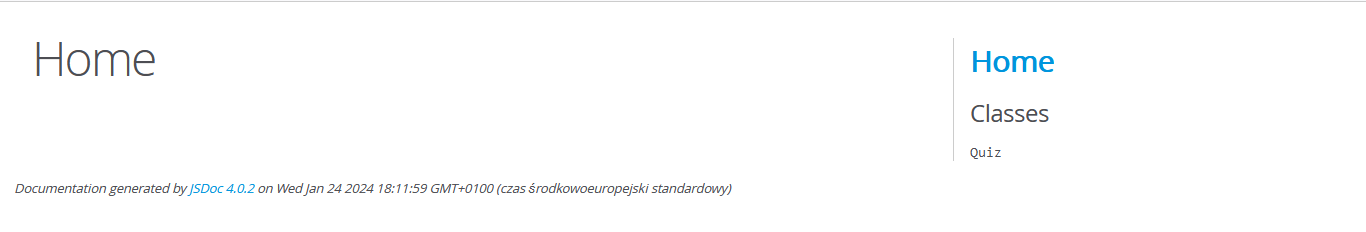 Home
Home
Classes
Quiz
Documentation generated by JSDoc 4.0.2 on Wed Jan 24 2024 18:11:59 GMT+0100 (czas środkowoeuropejski standardowy)